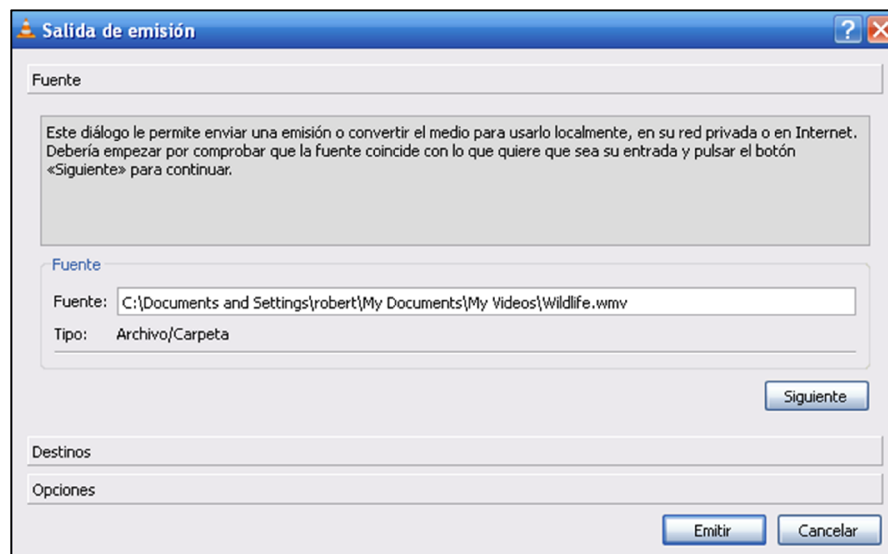 Salida de emisión
Fuente
Este diálogo le permite enviar una emisión o convertir el medio para usarlo localmente, en su red privada o en Internet.
Debería empezar por comprobar que la fuente coincide con lo que quiere que sea su entrada y pulsar el botón
«Siguiente» para continuar.
Fuente
Fuente: C:\Documents and Settings\robert\My Documents\My Videos\Wildlife.wmv
Tipo: Archivo/Carpeta
Siguiente
Destinos
Opciones
Emitir Cancelar